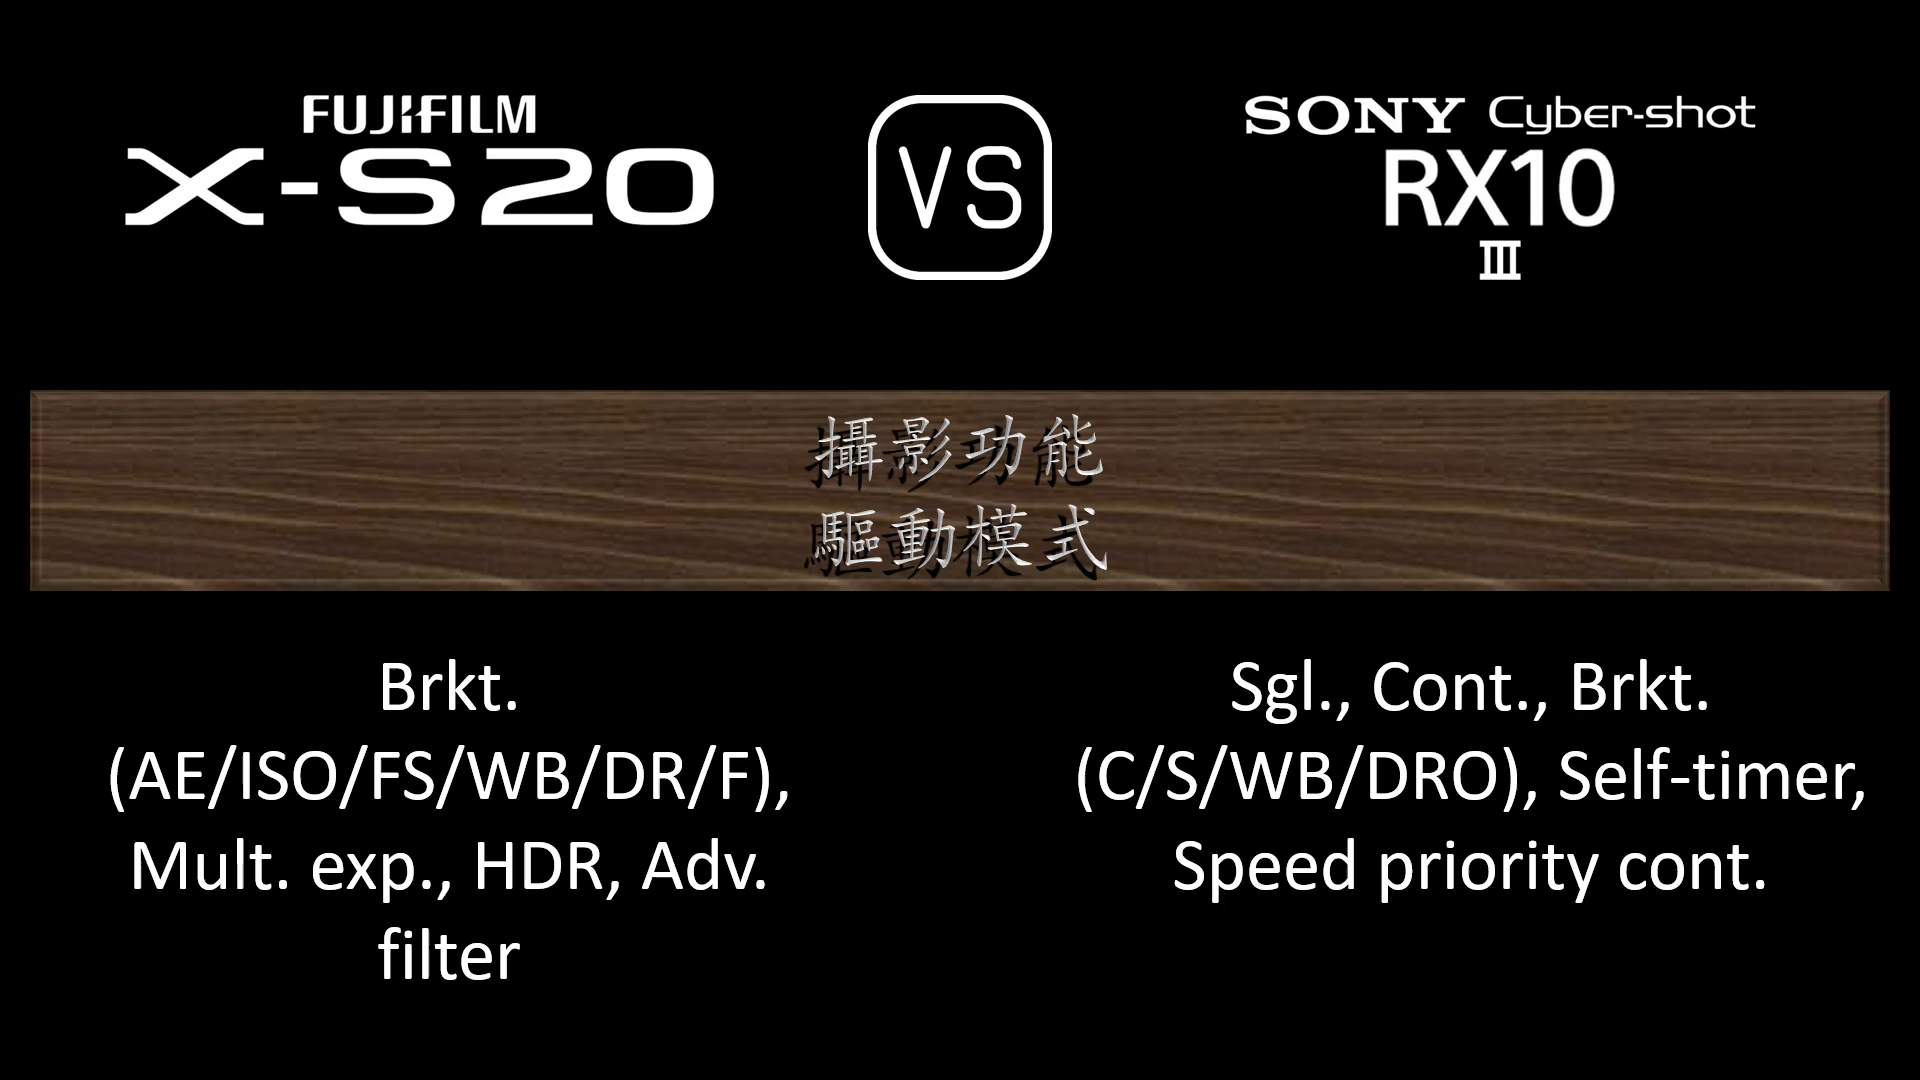 FUJIFILM
X-S20
VS
SONY Cyber-shot
RX10
III
攝影功能
驅動模式
Brkt.
(AE/ISO/FS/WB/DR/F),
Mult. exp., HDR, Adv.
filter
Sgl., Cont., Brkt.
(C/S/WB/DRO), Self-timer,
Speed priority cont.